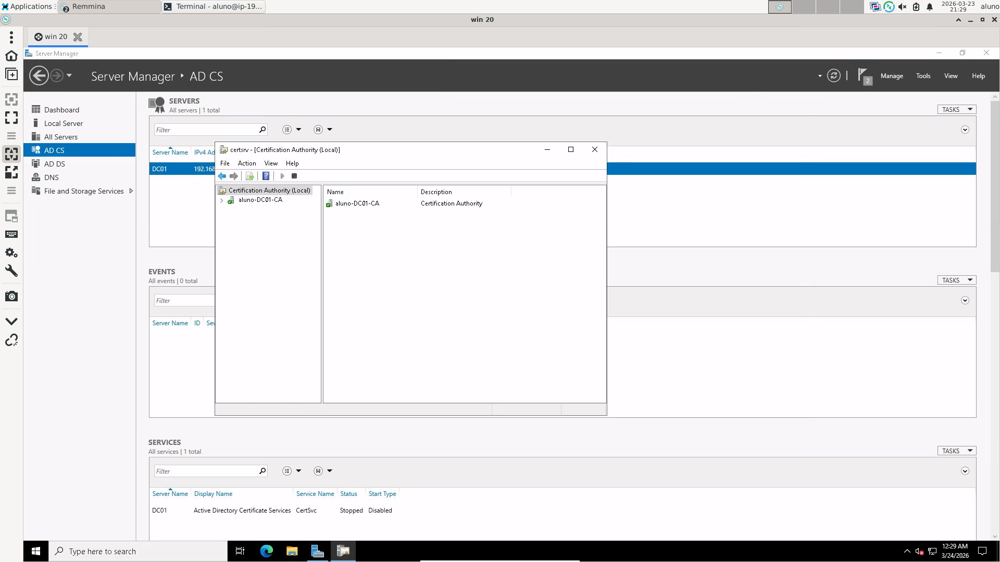 Applications
2 Remmina
Terminal - aluno@ip-19...
2026-03-23
21:29
aluno
win 20
win 20
Server Manager
Server Manager AD CS
2
Manage Tools View Help
Dashboard
Local Server
All Servers
AD CS
AD DS
DNS
File and Storage Services
SERVERS
All servers | 1 total
TASKS
Filter
Server Name IPv4 Ad
DC01 192.168
certsrv - [Certification Authority (Local)]
File Action View Help
Certification Authority (Local)
aluno-DC01-CA
Name Description
aluno-DC01-CA Certification Authority
EVENTS
All events | 0 total
TASKS
Filter
Server Name ID Sev
SERVICES
All services | 1 total
TASKS
Filter
Server Name Display Name Service Name Status Start Type
DC01 Active Directory Certificate Services CertSvc Stopped Disabled
Type here to search
12:29 AM
3/24/2026